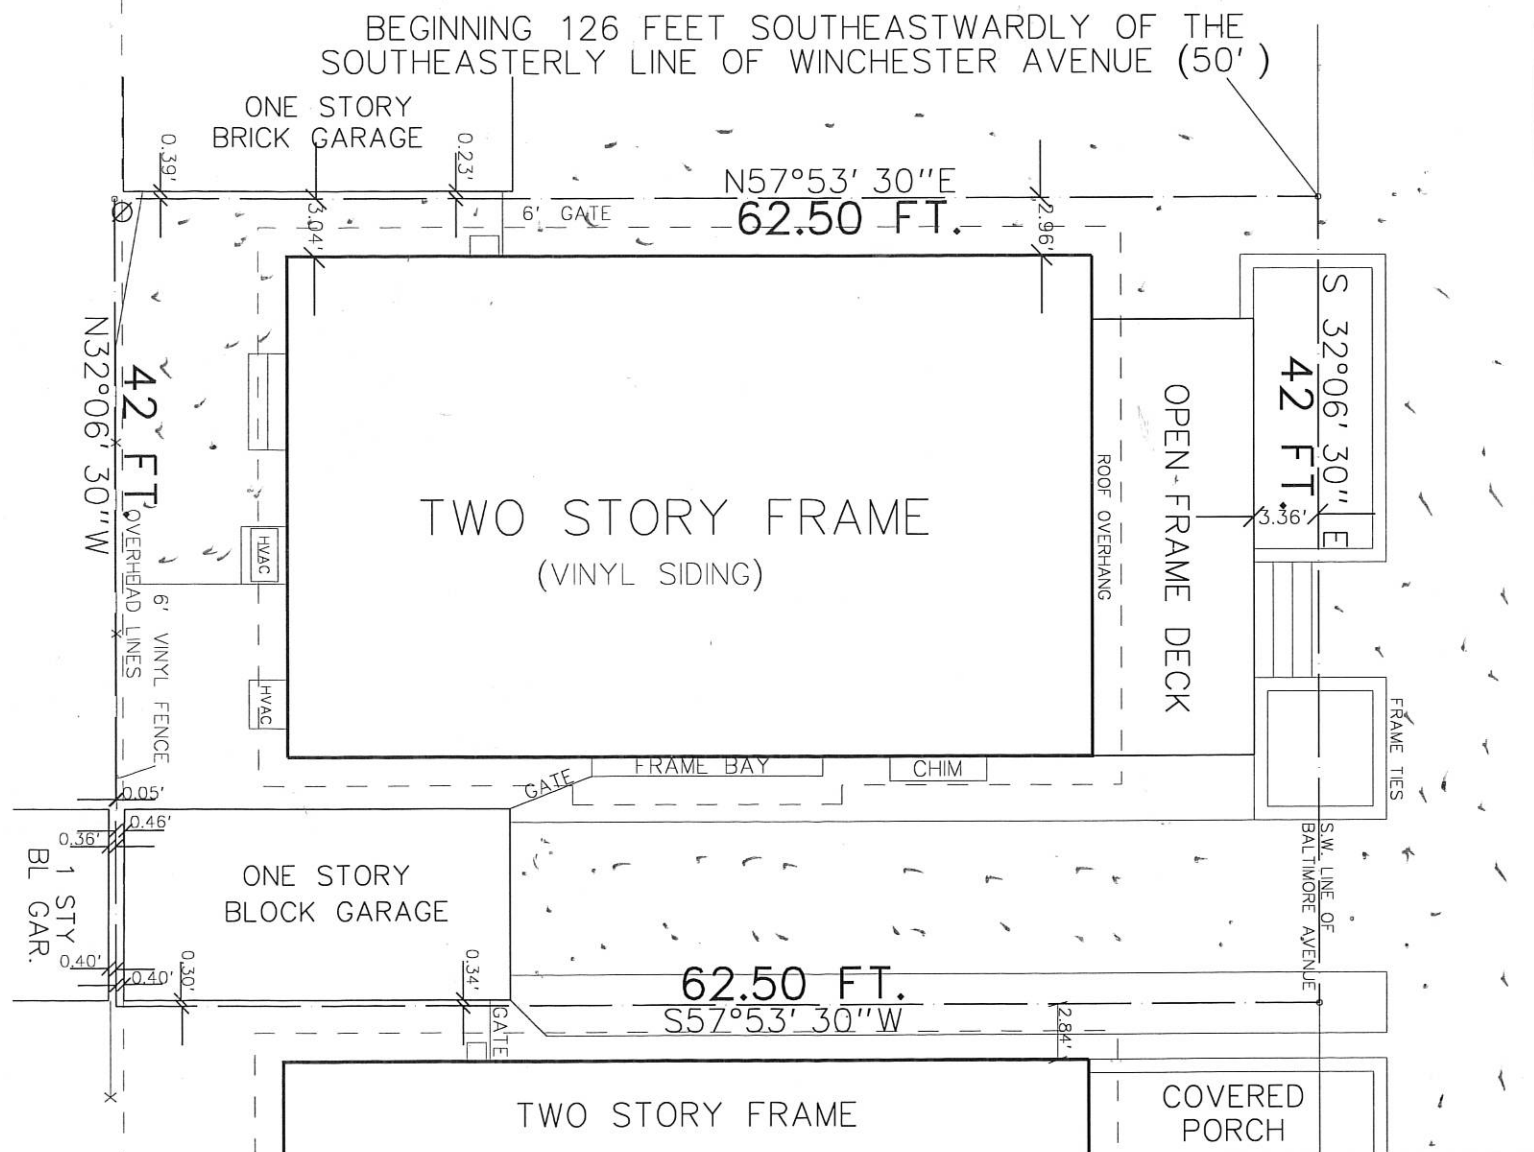 BEGINNING 126 FEET SOUTHEASTWARDLY OF THE
SOUTHEASTERLY LINE OF WINCHESTER AVENUE (50')
ONE STORY
BRICK GARAGE
0.39'
0.23'
N57°53' 30"E
62.50 FT.
6' GATE
3.04'
2.96'
N32°06' 30"W
42 FT.
OVERHEAD LINES
6' VINYL FENCE
HVAC
HVAC
TWO STORY FRAME
(VINYL SIDING)
ROOF OVERHANG
OPEN FRAME DECK
S 32°06' 30" E
42 FT.
3.36'
FRAME TIES
FRAME BAY
CHIM
GATE
0.05'
0.46'
0.36'
1 STY
BL GAR.
ONE STORY
BLOCK GARAGE
0.40'
0.40'
0.30'
0.34'
S.W. LINE OF
BALTIMORE AVENUE
62.50 FT.
S57°53' 30"W
GATE
2.84'
TWO STORY FRAME
COVERED
PORCH